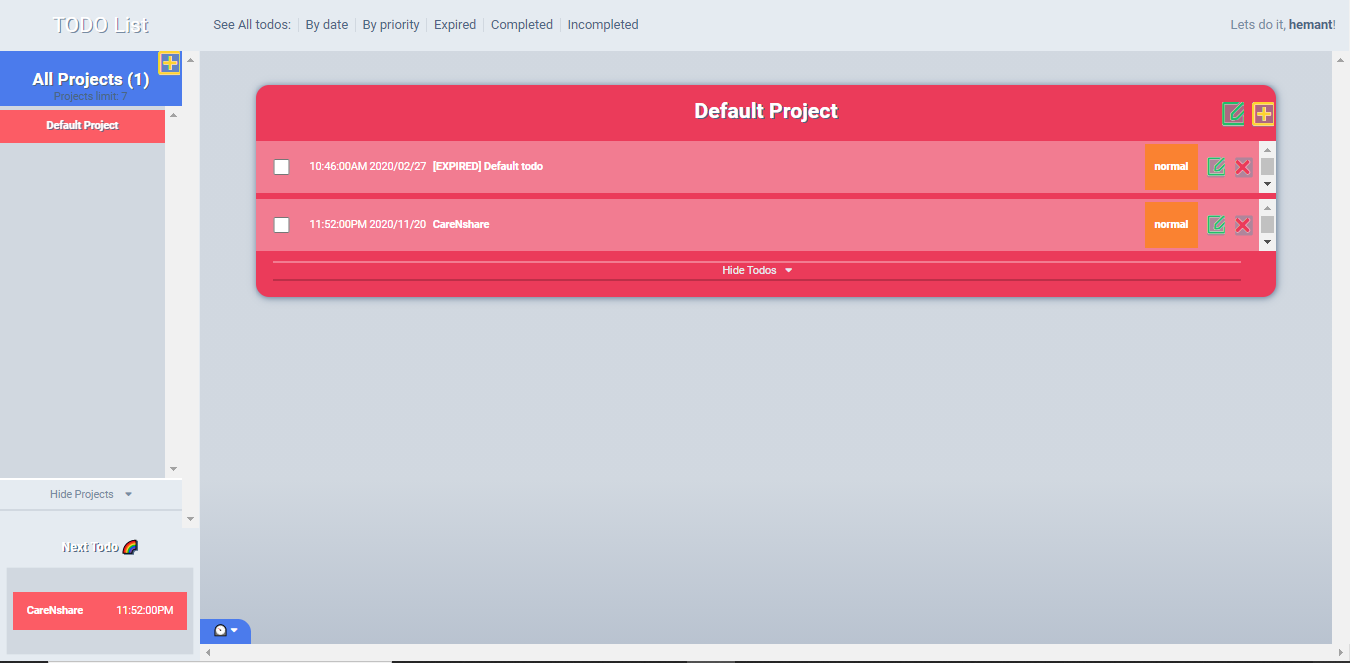 TODO List
See All todos: By date By priority Expired Completed Incompleted
Lets do it, hemant!
All Projects (1)
Projects limit: 7
Default Project
Hide Projects
Next Todo
CareNshare 11:52:00PM
Default Project
10:46:00AM 2020/02/27 [EXPIRED] Default todo normal
11:52:00PM 2020/11/20 CareNshare normal
Hide Todos